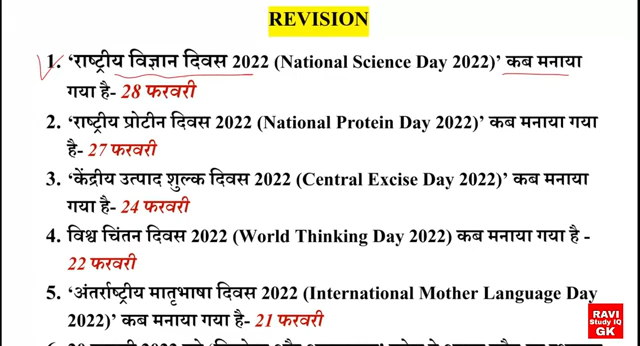 REVISION
1. ‘राष्ट्रीय विज्ञान दिवस 2022 (National Science Day 2022)’ कब मनाया
गया है- 28 फरवरी
2. ‘राष्ट्रीय प्रोटीन दिवस 2022 (National Protein Day 2022)’ कब मनाया गया
है- 27 फरवरी
3. ‘केंद्रीय उत्पाद शुल्क दिवस 2022 (Central Excise Day 2022)’ कब मनाया
गया है- 24 फरवरी
4. विश्व चिंतन दिवस 2022 (World Thinking Day 2022) कब मनाया गया है -
22 फरवरी
5. ‘अंतर्राष्ट्रीय मातृभाषा दिवस 2022 (International Mother Language Day
2022)’ कब मनाया गया है- 21 फरवरी
RAVI
Study IQ
GK